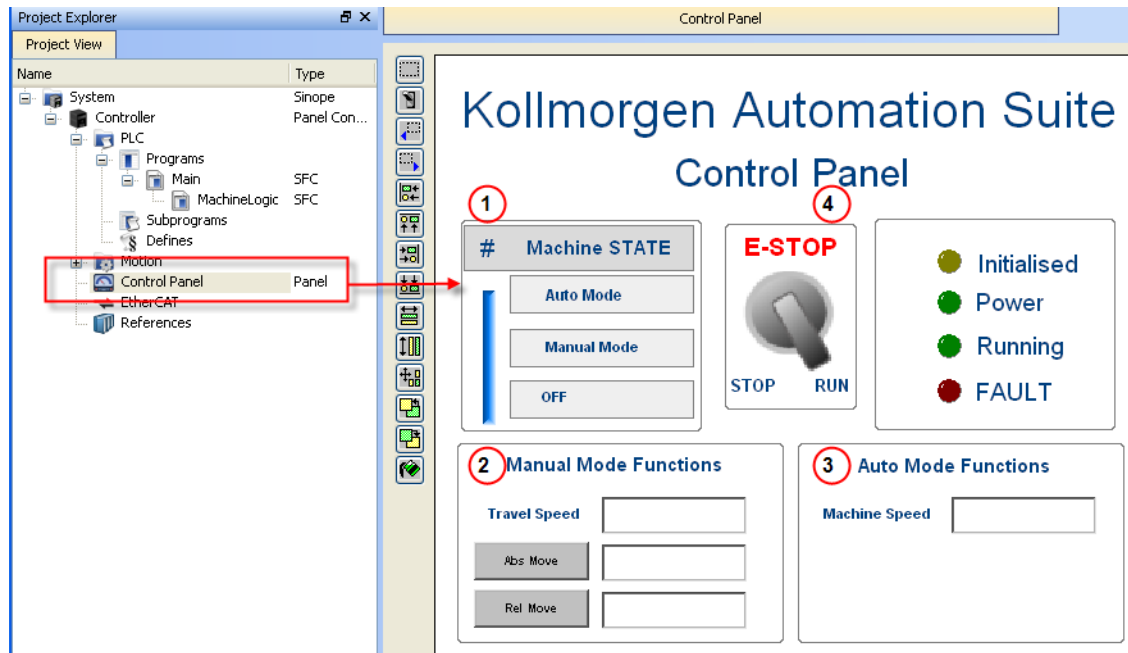 Project Explorer
Project View
Name Type
System Sinope
Controller Panel Con...
PLC
Programs
Main SFC
MachineLogic SFC
Subprograms
Defines
Motion
Control Panel Panel
EtherCAT
References
Control Panel
Kollmorgen Automation Suite
Control Panel
1
# Machine STATE
Auto Mode
Manual Mode
OFF
4
E-STOP
STOP RUN
Initialised
Power
Running
FAULT
2 Manual Mode Functions
Travel Speed
Abs Move
Rel Move
3 Auto Mode Functions
Machine Speed